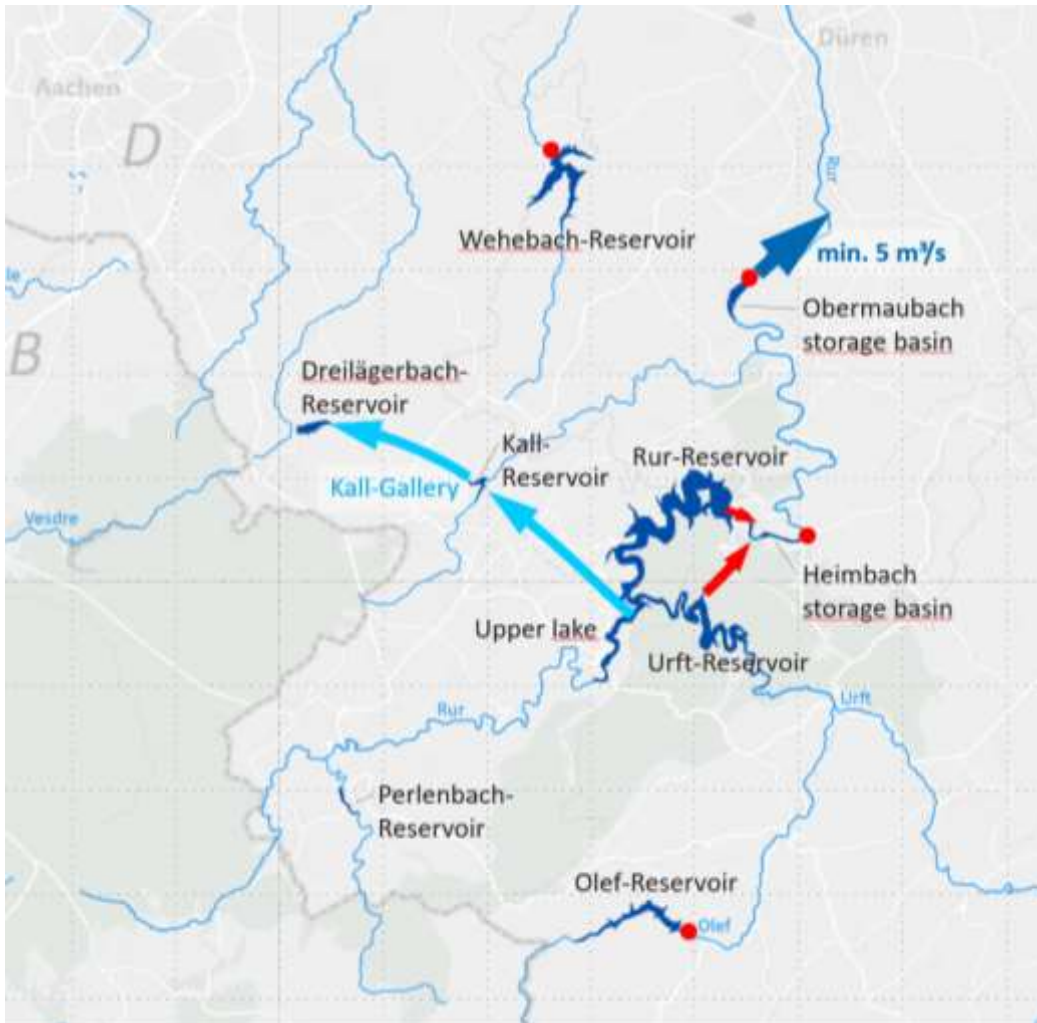 Düren
Aachen
D
Rur
Wehebach-Reservoir
min. 5 m³/s
Obermaubach
storage basin
B
Dreilägerbach-
Reservoir
Kall-
Reservoir
Rur-Reservoir
Kall-Gallery
Vesdre
Heimbach
storage basin
Upper lake
Urft-Reservoir
Urft
Rur
Perlenbach-
Reservoir
Olef-Reservoir
Olef